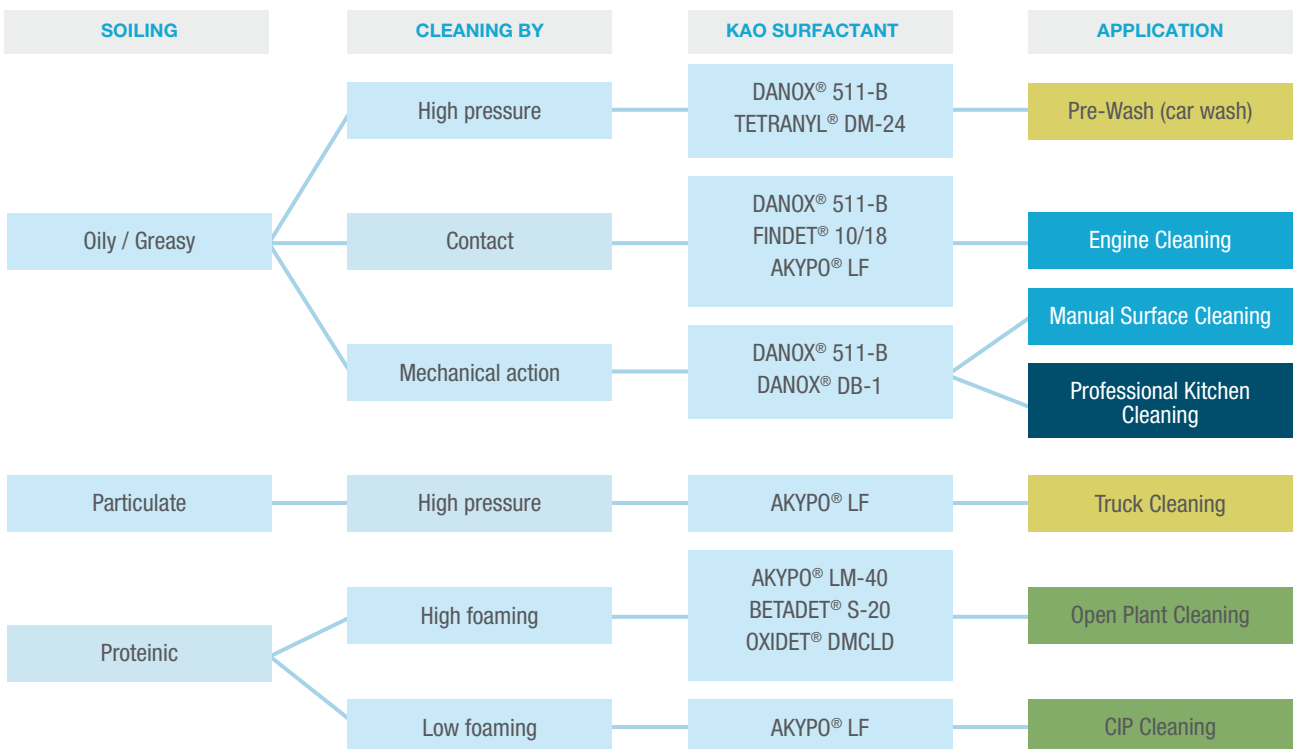 SOILING
CLEANING BY
KAO SURFACTANT
APPLICATION
Oily / Greasy
High pressure
DANOX® 511-B
TETRANYL® DM-24
Pre-Wash (car wash)
Contact
DANOX® 511-B
FINDET® 10/18
AKYPO® LF
Engine Cleaning
Mechanical action
DANOX® 511-B
DANOX® DB-1
Manual Surface Cleaning
Professional Kitchen
Cleaning
Particulate
High pressure
AKYPO® LF
Truck Cleaning
Proteinic
High foaming
AKYPO® LM-40
BETADET® S-20
OXIDET® DMCLD
Open Plant Cleaning
Low foaming
AKYPO® LF
CIP Cleaning